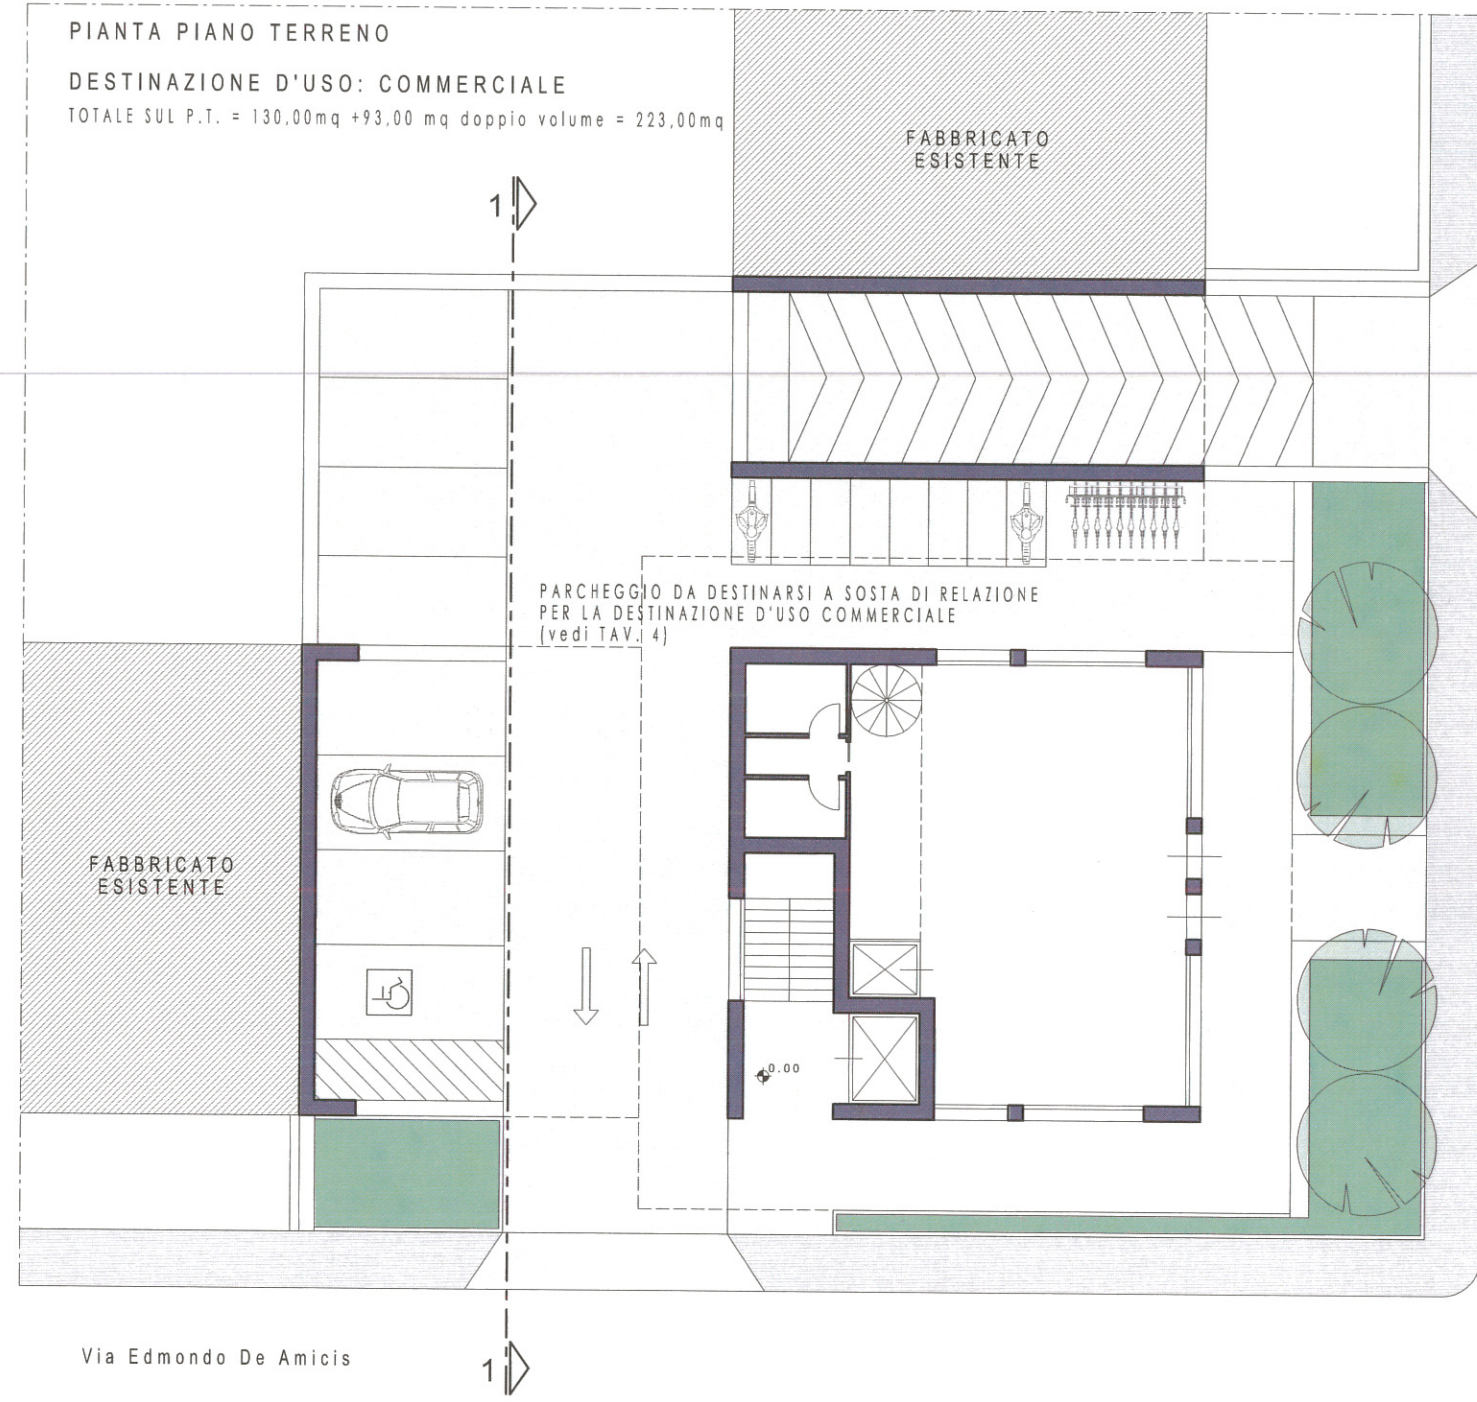 PIANTA PIANO TERRENO
DESTINAZIONE D'USO: COMMERCIALE
TOTALE SUL P.T. = 130,00mq +93,00 mq doppio volume = 223,00mq
FABBRICATO
ESISTENTE
1
PARCHEGGIO DA DESTINARSI A SOSTA DI RELAZIONE
PER LA DESTINAZIONE D'USO COMMERCIALE
(vedi TAV. 4)
FABBRICATO
ESISTENTE
0.00
Via Edmondo De Amicis
1